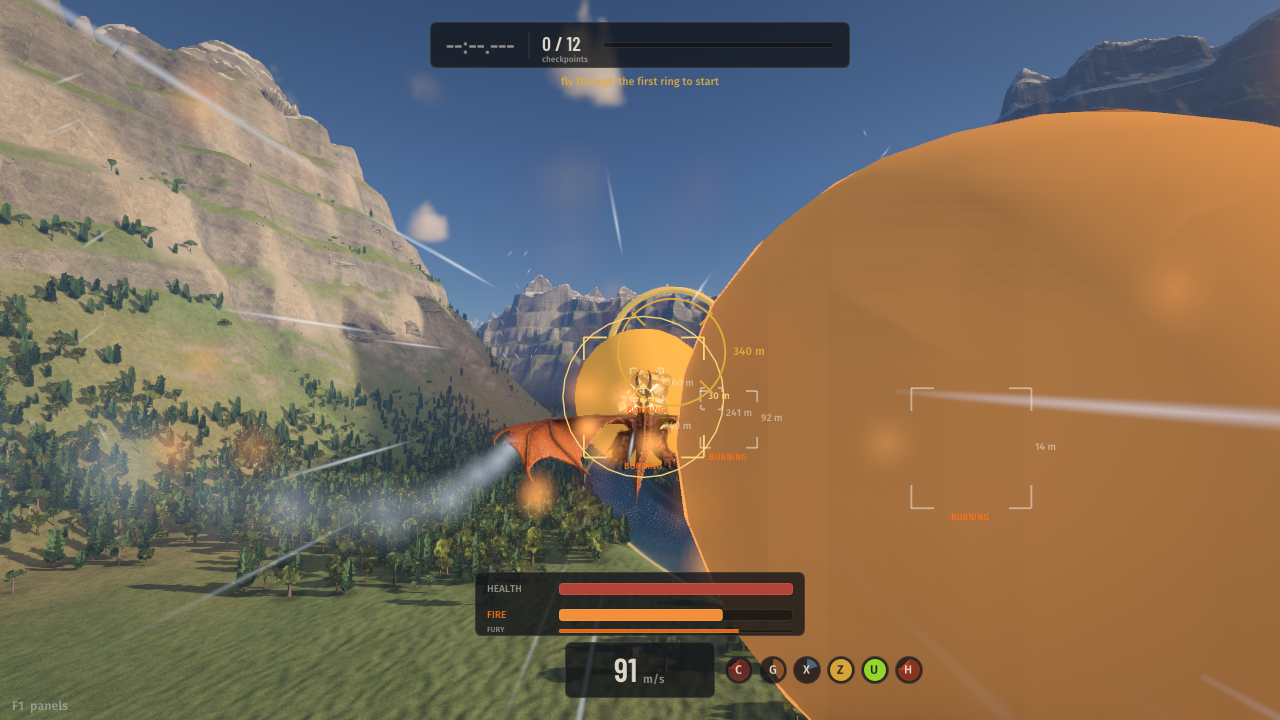 --:--.---
0 / 12
checkpoints
fly through the first ring to start
340 m
30 m
241 m
92 m
14 m
BURNING
BURNING
BURNING
BURNING
HEALTH
FIRE
FURY
91 m/s
C G X Z U H
F1 panels